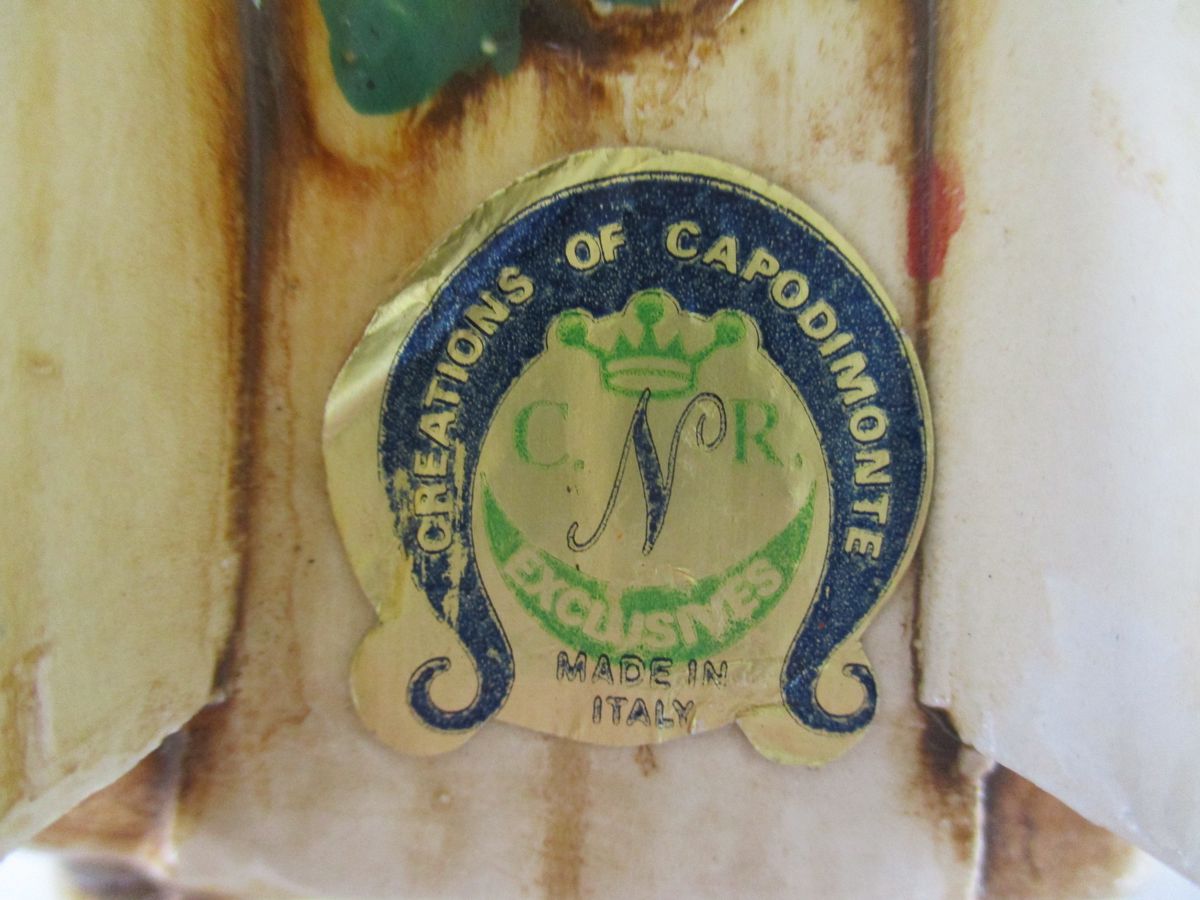 CREATIONS OF CAPODIMONTE
C. N R.
EXCLUSIVES
MADE IN
ITALY